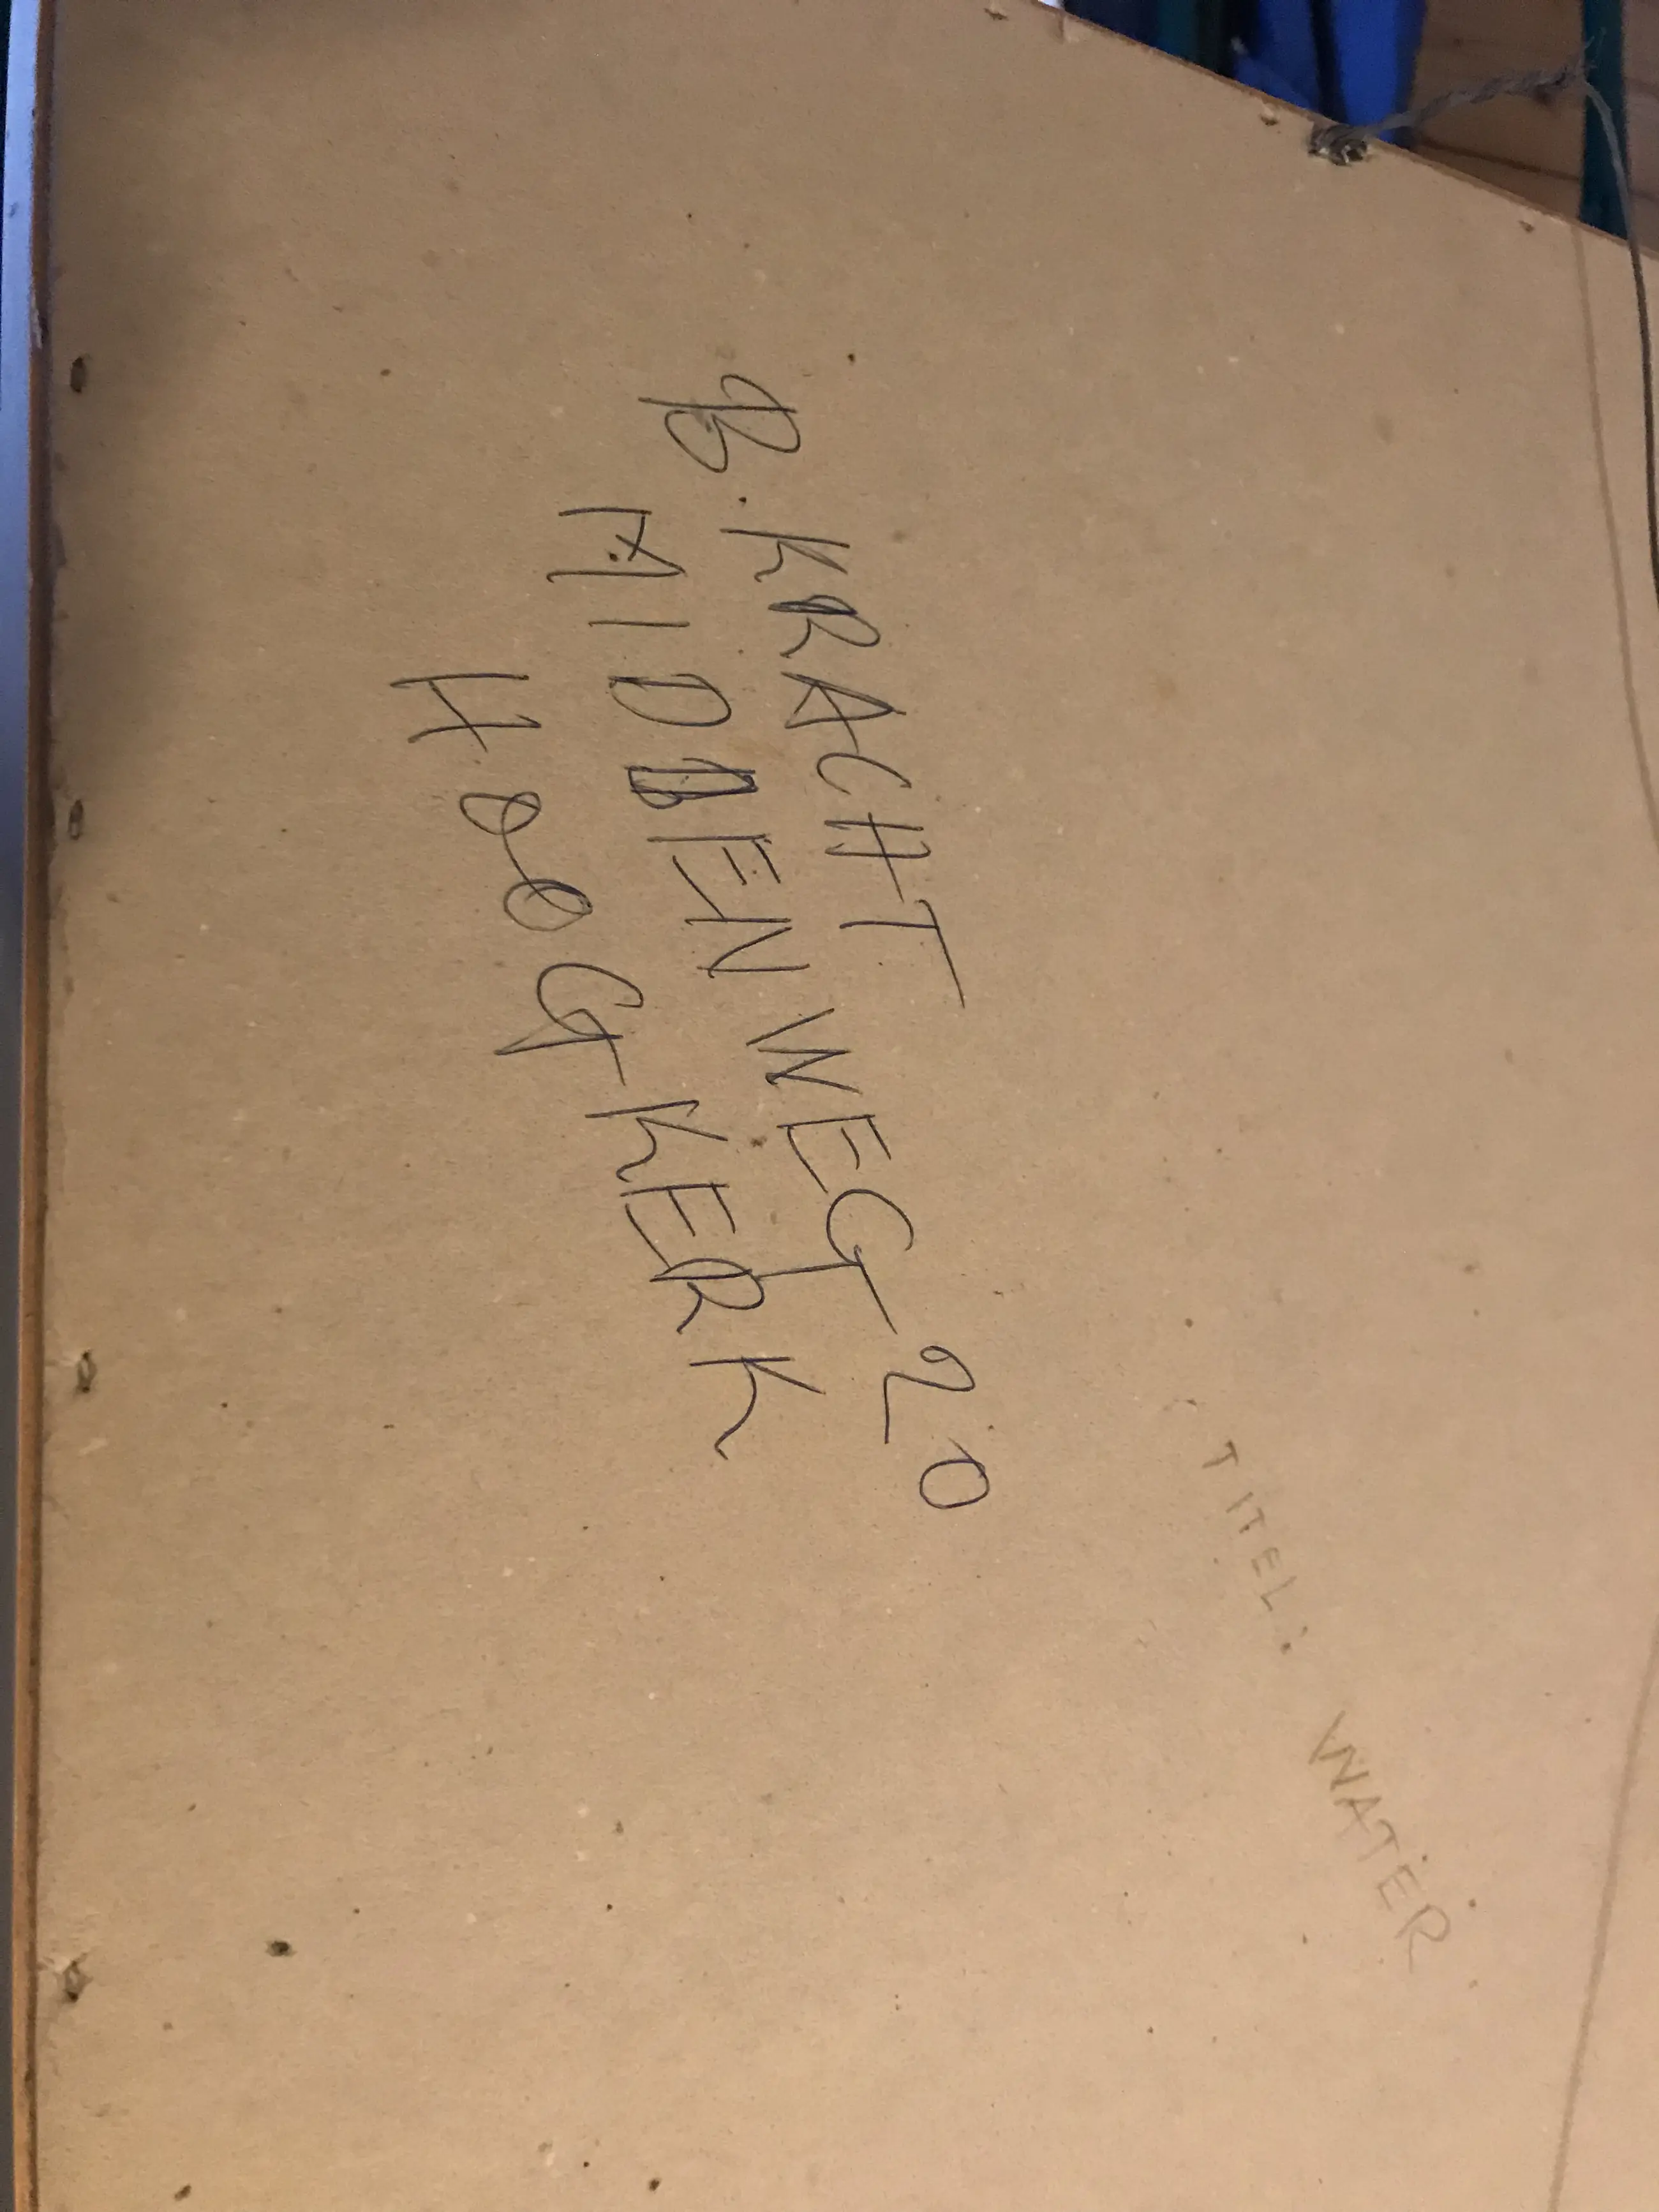 TITEL: WATER
B. KRACHT
MIDDENWEG 20
HOOGKERK